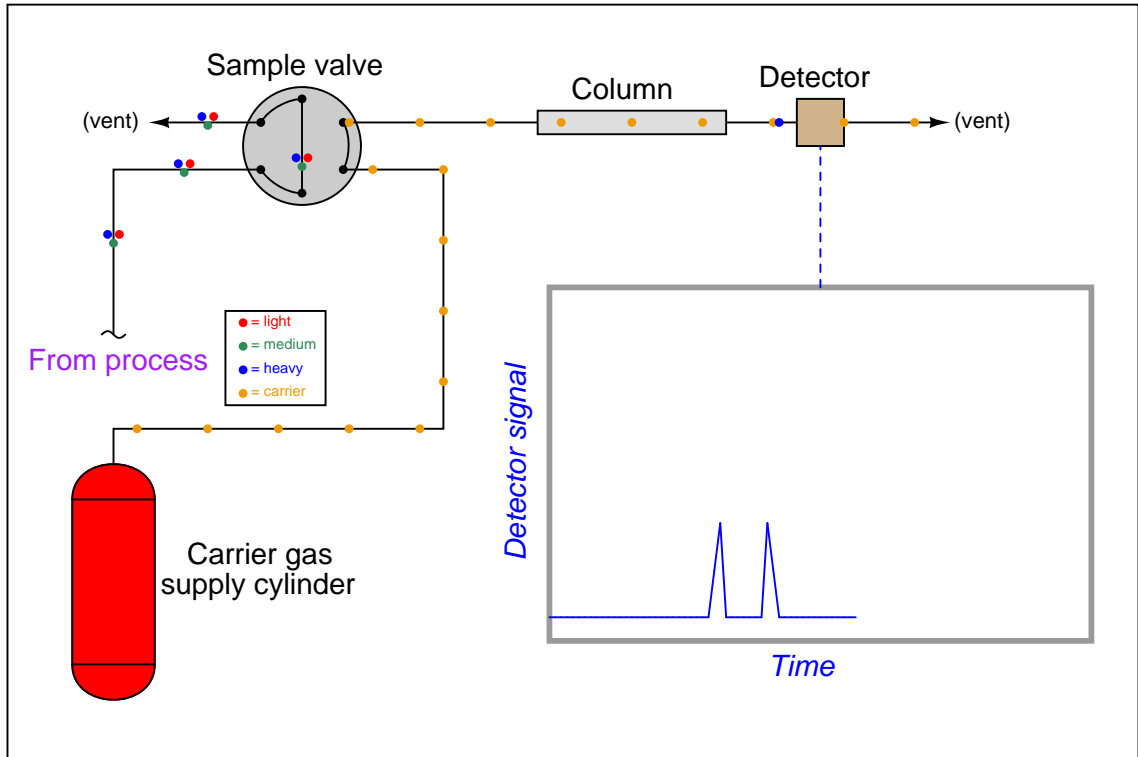 Sample valve
Column
Detector
(vent)
(vent)
From process
= light
= medium
= heavy
= carrier
Detector signal
Carrier gas
supply cylinder
Time